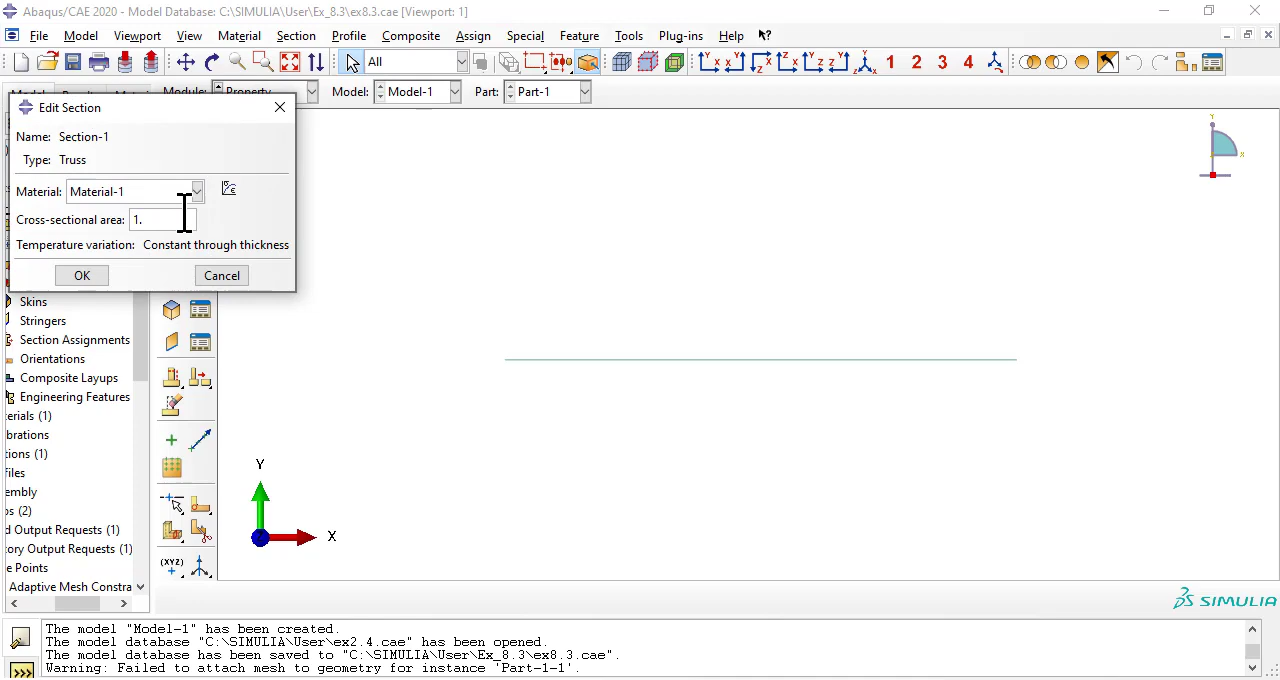 Abaqus/CAE 2020 - Model Database: C:\SIMULIA\User\Ex_8.3\ex8.3.cae [Viewport: 1]
File Model Viewport View Material Section Profile Composite Assign Special Feature Tools Plug-ins Help
All
1 2 3 4
Property Model: Model-1 Part: Part-1
Edit Section
Name: Section-1
Type: Truss
Material: Material-1
Cross-sectional area: 1.
Temperature variation: Constant through thickness
OK Cancel
Skins
Stringers
Section Assignments
Orientations
Composite Layups
Engineering Features
erials (1)
brations
tions (1)
files
embly
os (2)
d Output Requests (1)
tory Output Requests (1)
e Points
Adaptive Mesh Constra
(XYZ)
Y
X
Z
Y
X
SIMULIA
The model "Model-1" has been created.
The model database "C:\SIMULIA\User\ex2.4.cae" has been opened.
The model database has been saved to "C:\SIMULIA\User\Ex_8.3\ex8.3.cae".
Warning: Failed to attach mesh to geometry for instance 'Part-1-1'.
>>>